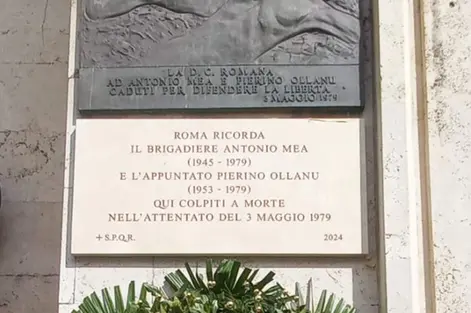 LA D.C. ROMANA
AD ANTONIO MEA E PIERINO OLLANU
CADUTI PER DIFENDERE LA LIBERTA
3 MAGGIO 1979
ROMA RICORDA
IL BRIGADIERE ANTONIO MEA
(1945 - 1979)
E L'APPUNTATO PIERINO OLLANU
(1953 - 1979)
QUI COLPITI A MORTE
NELL'ATTENTATO DEL 3 MAGGIO 1979
+ S.P.Q.R. 2024